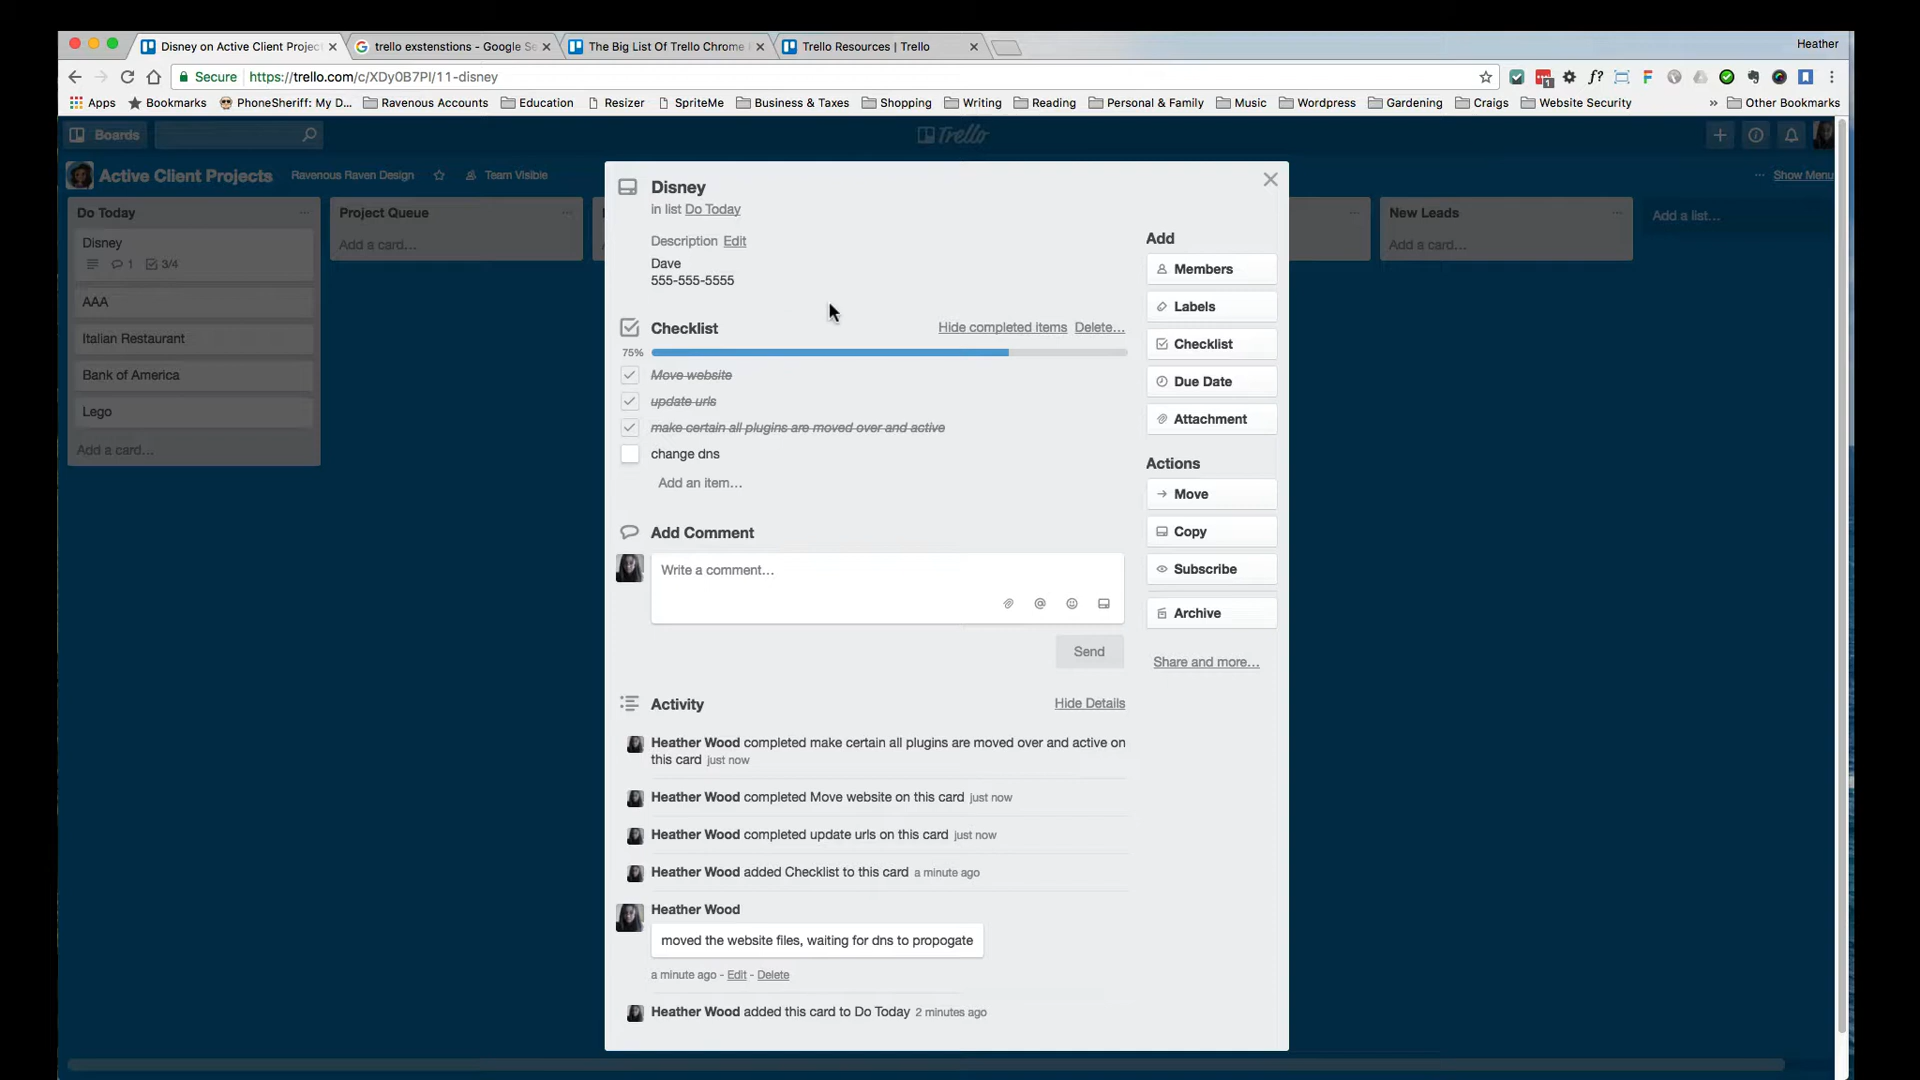 Disney on Active Client Project
trello exstenstions - Google Se
The Big List Of Trello Chrome
Trello Resources | Trello
Heather
Secure
https://trello.com/c/XDy0B7PI/11-disney
Apps
Bookmarks
PhoneSheriff: My D...
Ravenous Accounts
Education
Resizer
SpriteMe
Business & Taxes
Shopping
Writing
Reading
Personal & Family
Music
Wordpress
Gardening
Craigs
Website Security
»
Other Bookmarks
Boards
Trello
Active Client Projects
Ravenous Raven Design
Team Visible
... Show Menu
Do Today
Disney
1
3/4
AAA
Italian Restaurant
Bank of America
Lego
Add a card...
Project Queue
Add a card...
New Leads
Add a card...
Add a list...
Disney
in list Do Today
Description Edit
Dave
555-555-5555
Checklist
Hide completed items
Delete...
75%
Move website
update urls
make certain all plugins are moved over and active
change dns
Add an item...
Add Comment
Write a comment...
Send
Activity
Hide Details
Heather Wood completed make certain all plugins are moved over and active on
this card just now
Heather Wood completed Move website on this card just now
Heather Wood completed update urls on this card just now
Heather Wood added Checklist to this card a minute ago
Heather Wood
moved the website files, waiting for dns to propogate
a minute ago - Edit - Delete
Heather Wood added this card to Do Today 2 minutes ago
Add
Members
Labels
Checklist
Due Date
Attachment
Actions
Move
Copy
Subscribe
Archive
Share and more...